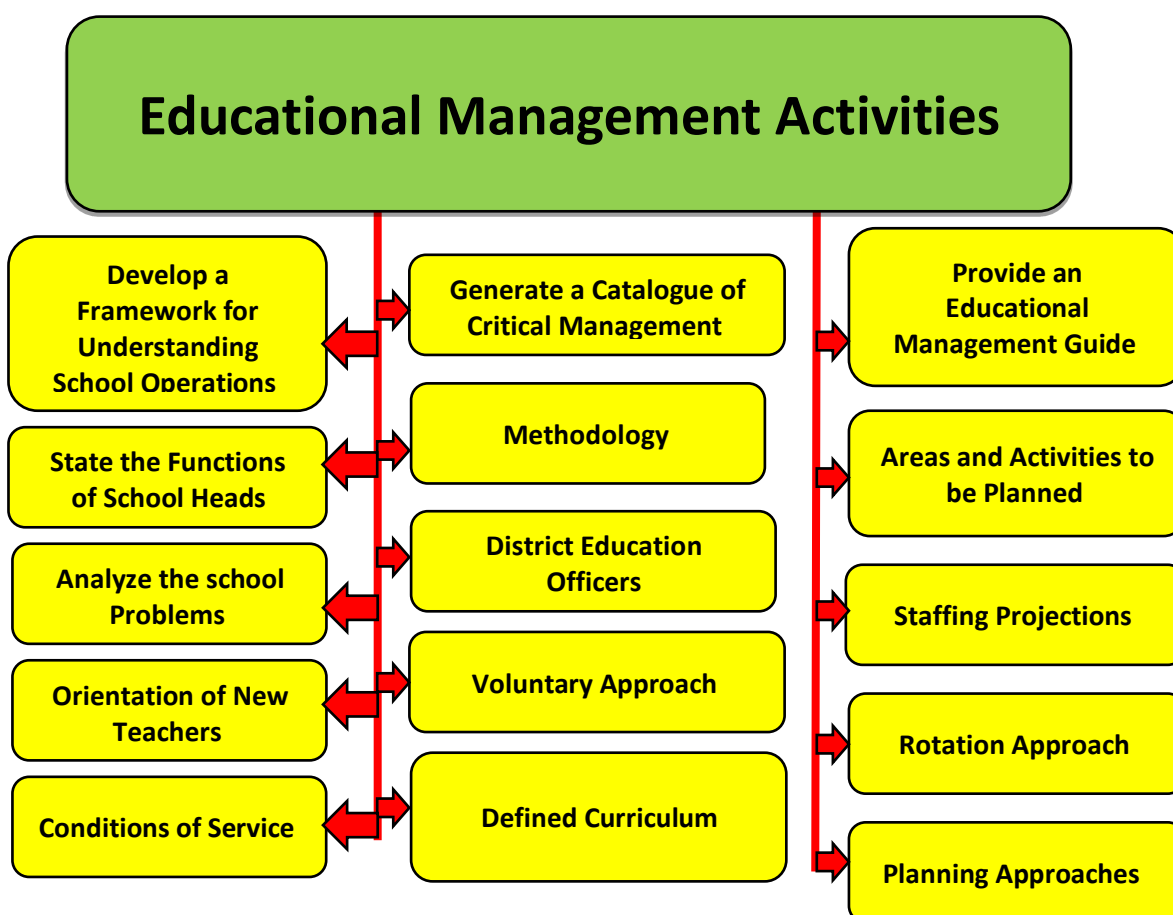 Educational Management Activities
Develop a
Framework for
Understanding
School Operations
State the Functions
of School Heads
Analyze the school
Problems
Orientation of New
Teachers
Conditions of Service
Generate a Catalogue of
Critical Management
Methodology
District Education
Officers
Voluntary Approach
Defined Curriculum
Provide an
Educational
Management Guide
Areas and Activities to
be Planned
Staffing Projections
Rotation Approach
Planning Approaches